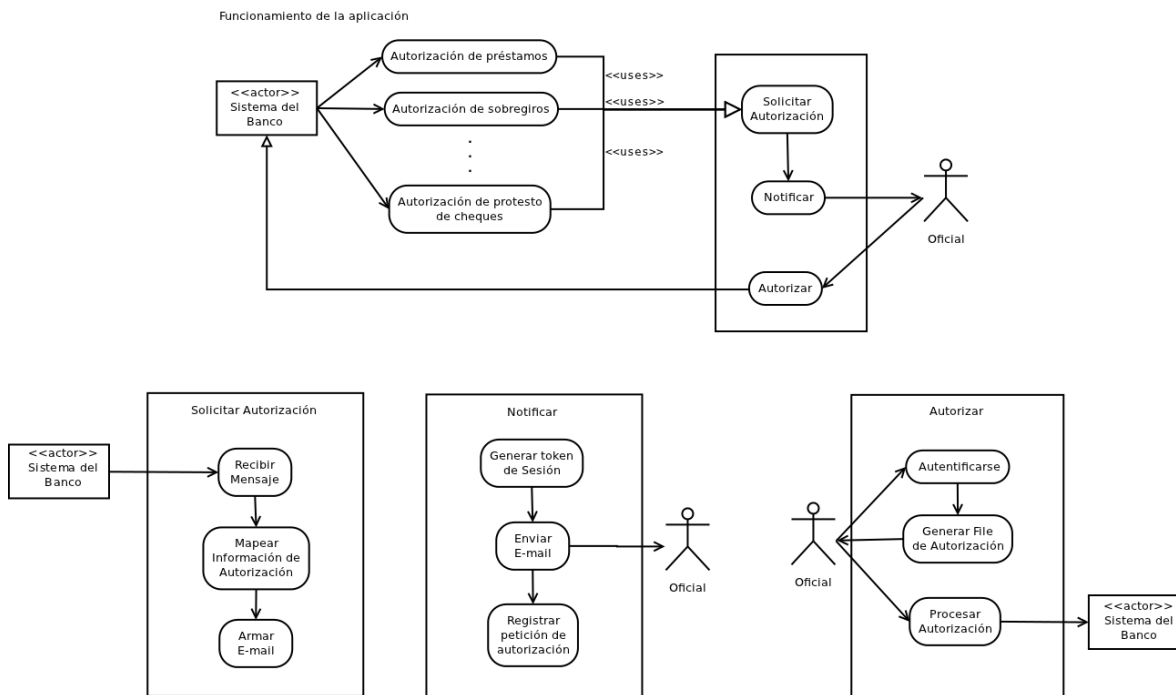 Funcionamiento de la aplicación
Autorización de préstamos
<<uses>>
<<actor>>
Sistema del
Banco
Autorización de sobregiros
<<uses>>
Solicitar
Autorización
.
.
.
<<uses>>
Autorización de protesto
de cheques
Notificar
Oficial
Autorizar
Solicitar Autorización
<<actor>>
Sistema del
Banco
Recibir
Mensaje
Mapear
Información de
Autorización
Armar
E-mail
Notificar
Generar token
de Sesión
Enviar
E-mail
Oficial
Registrar
petición de
autorización
Autorizar
Autentificarse
Generar File
de Autorización
Oficial
Procesar
Autorización
<<actor>>
Sistema del
Banco